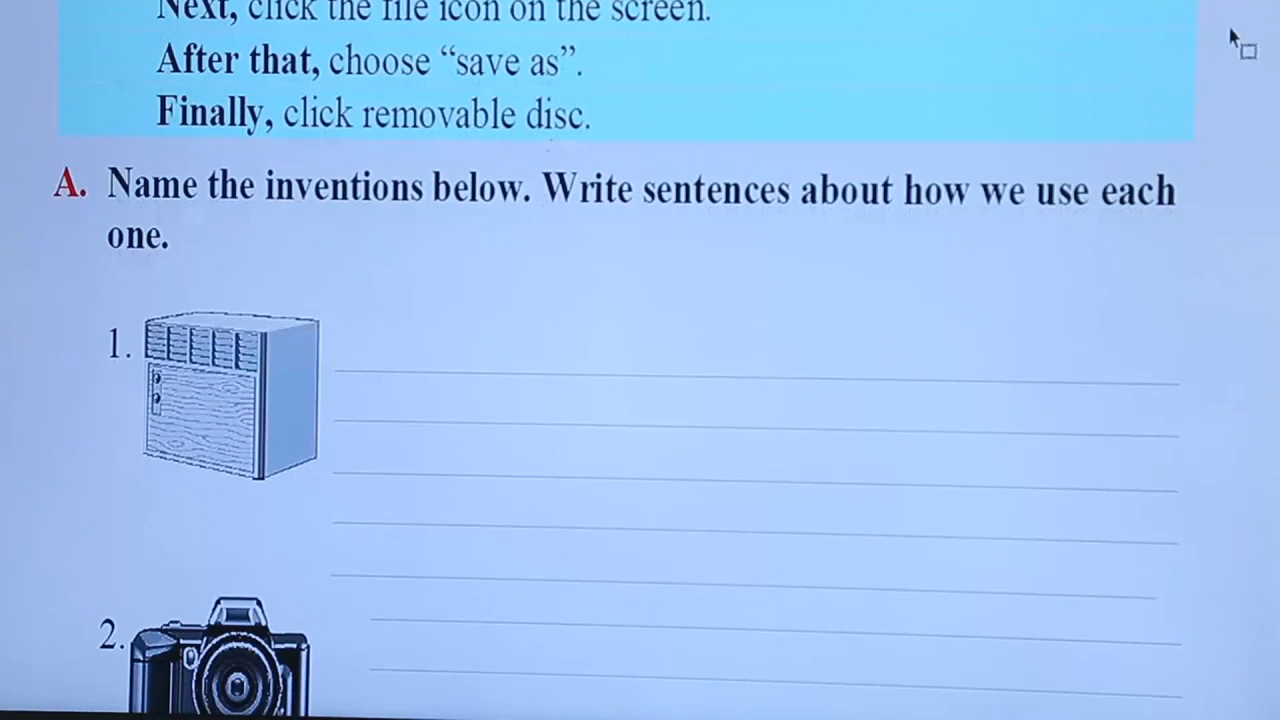 Next, click the file icon on the screen.
After that, choose “save as”.
Finally, click removable disc.
A. Name the inventions below. Write sentences about how we use each
one.
1.
2.